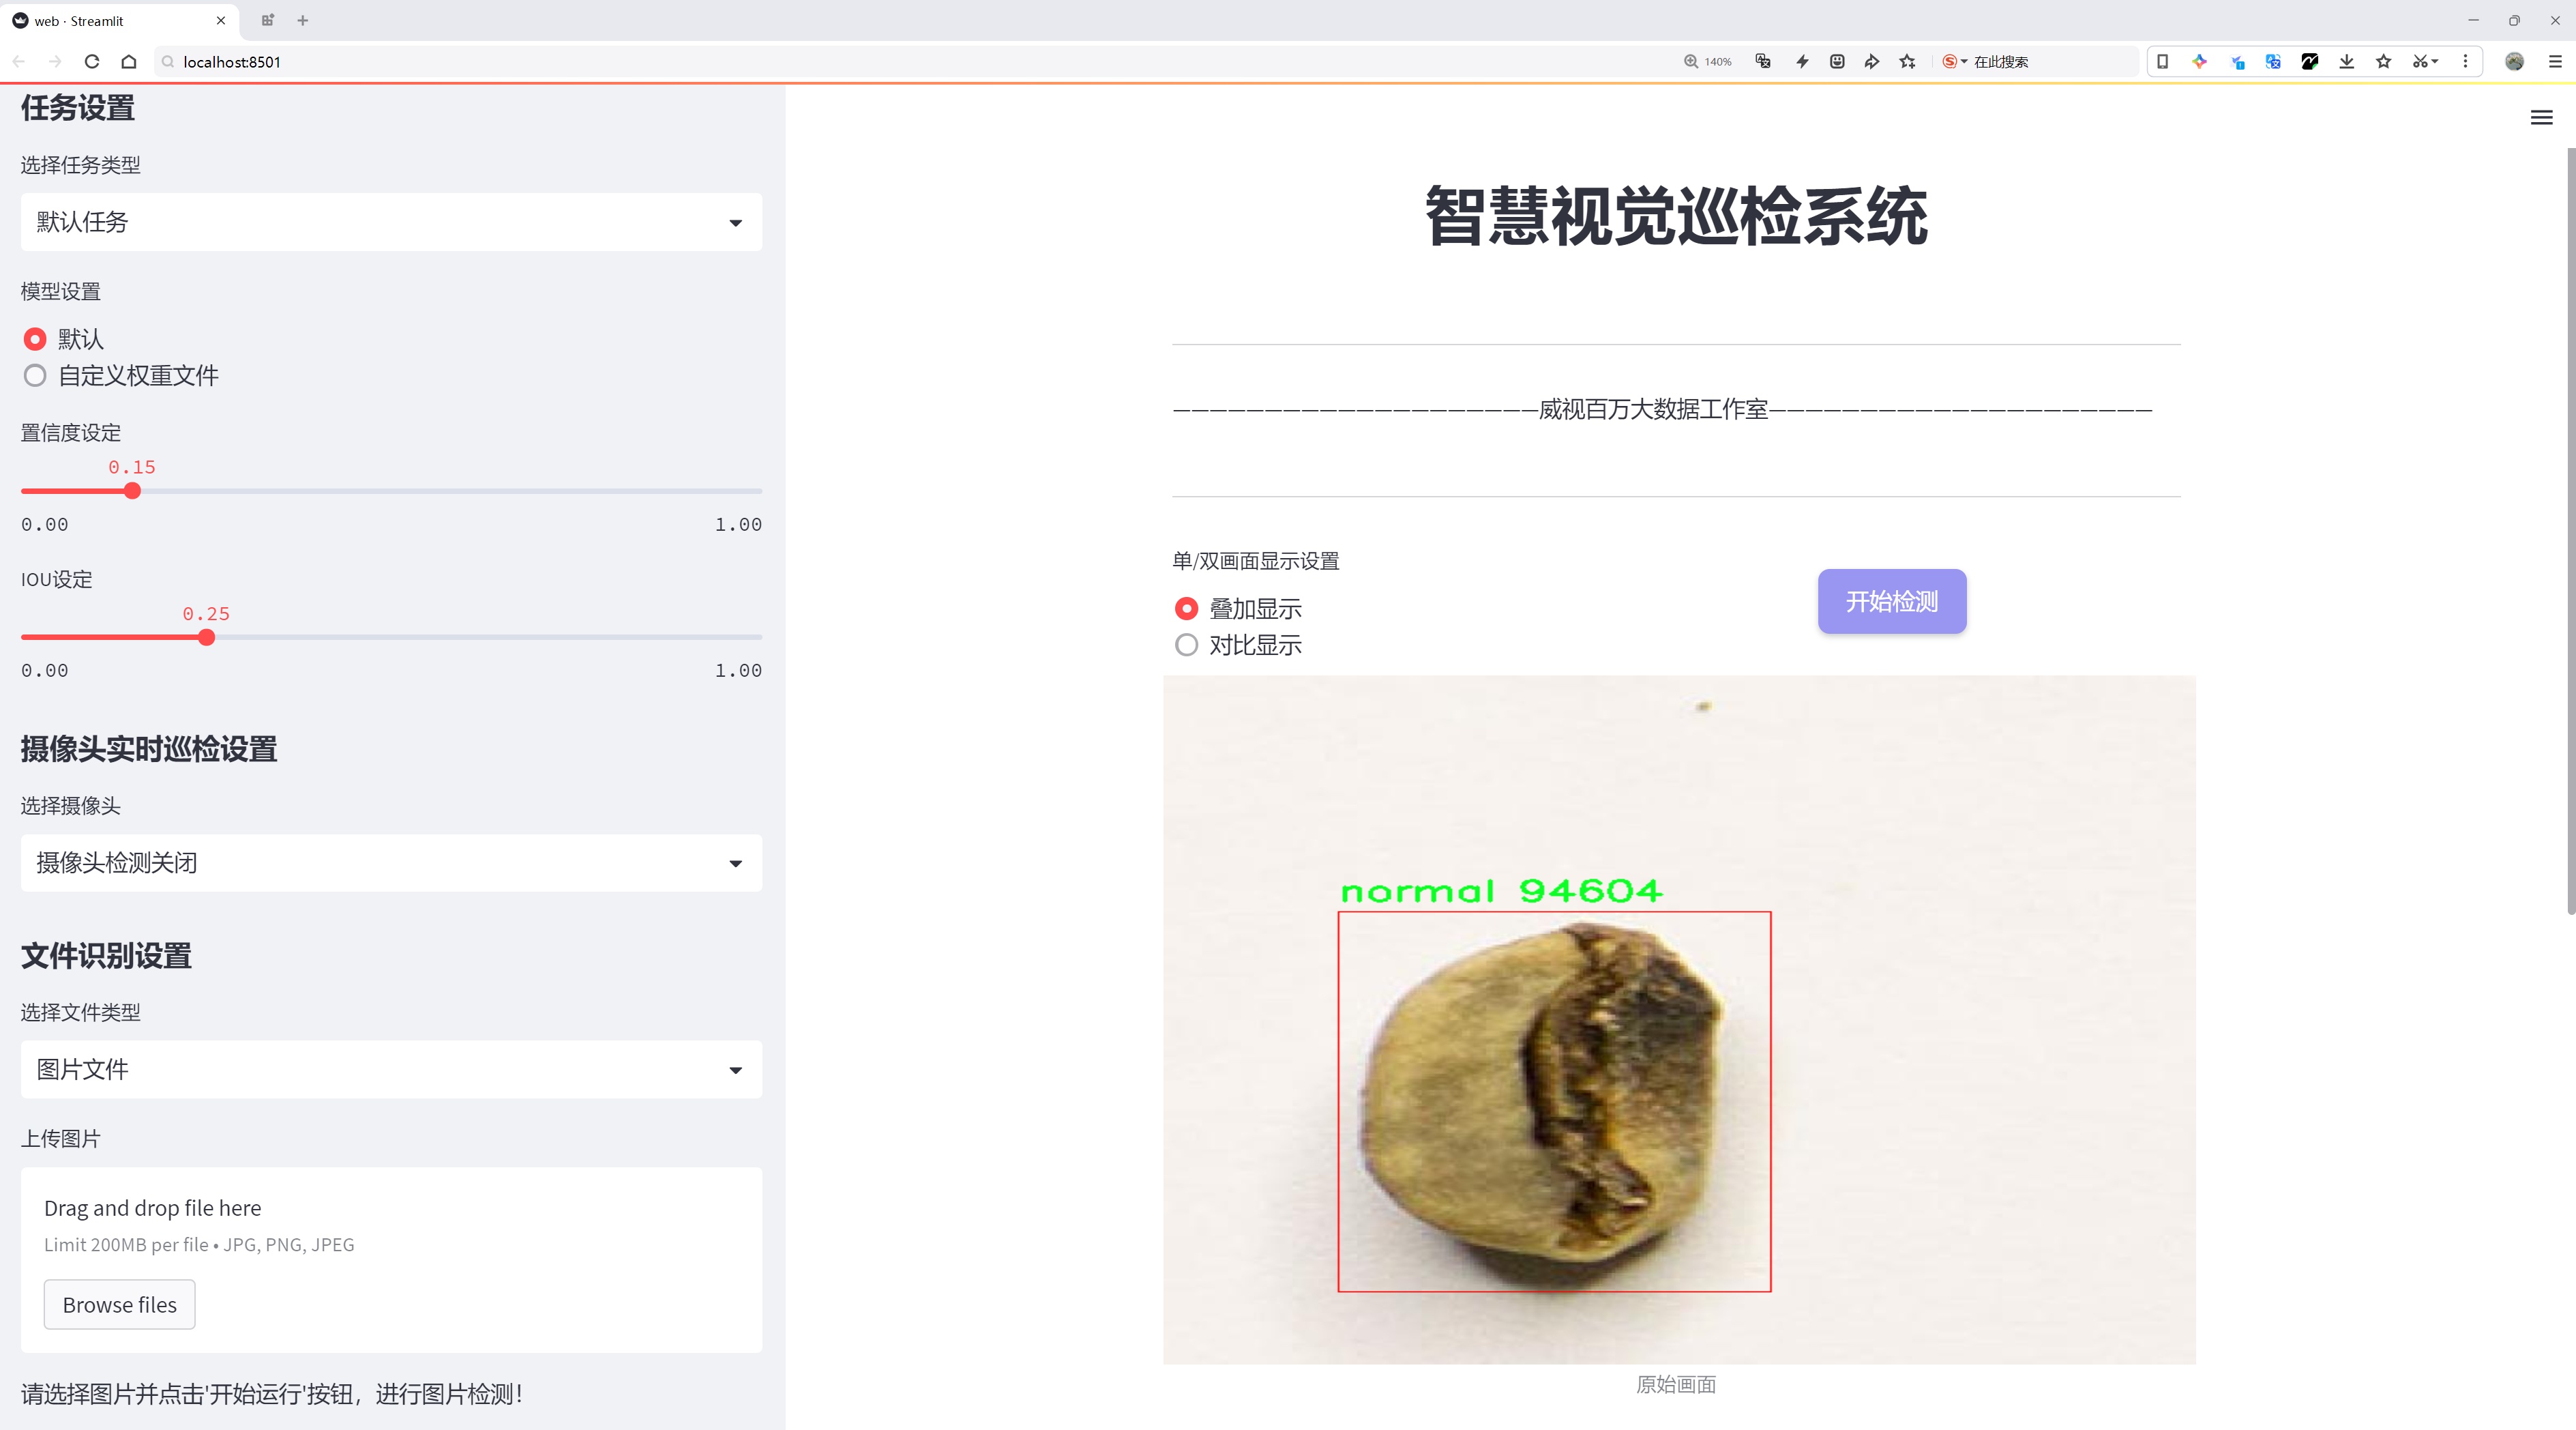 web · Streamlit
localhost:8501
140%
在此搜索
任务设置
选择任务类型
默认任务
模型设置
默认
自定义权重文件
置信度设定
0.15
0.00 1.00
IOU设定
0.25
0.00 1.00
摄像头实时巡检设置
选择摄像头
摄像头检测关闭
文件识别设置
选择文件类型
图片文件
上传图片
Drag and drop file here
Limit 200MB per file • JPG, PNG, JPEG
Browse files
请选择图片并点击'开始运行'按钮，进行图片检测！
智慧视觉巡检系统
————————————————————威视百万大数据工作室—————————————————————
单/双画面显示设置
叠加显示
对比显示
开始检测
normal 94604
原始画面